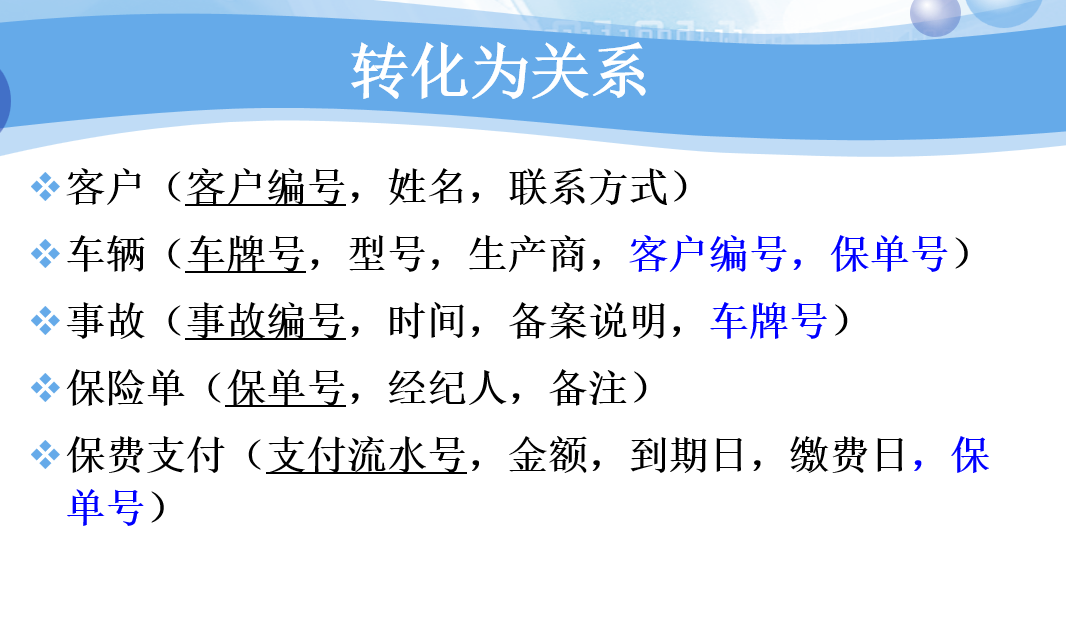 转化为关系
客户（客户编号，姓名，联系方式）
车辆（车牌号，型号，生产商，客户编号，保单号）
事故（事故编号，时间，备案说明，车牌号）
保险单（保单号，经纪人，备注）
保费支付（支付流水号，金额，到期日，缴费日，保
单号）